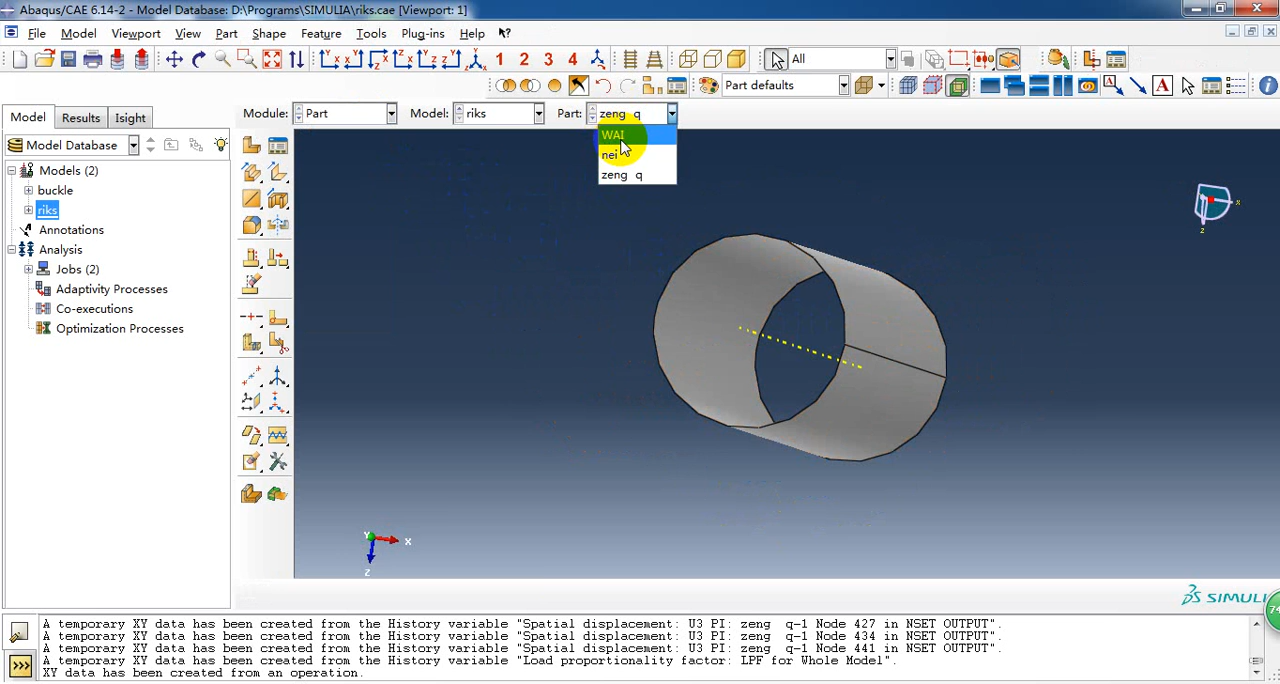 Abaqus/CAE 6.14-2 - Model Database: D:\Programs\SIMULIA\riks.cae [Viewport: 1]
File Model Viewport View Part Shape Feature Tools Plug-ins Help
1 2 3 4 All
Part defaults A i
Model Results Isight Module: Part Model: riks Part: zeng q
WAI
nei
zeng q
Model Database
Models (2)
buckle
riks
Annotations
Analysis
Jobs (2)
Adaptivity Processes
Co-executions
Optimization Processes
x
z
Y
X
Z
SIMULI
74
A temporary XY data has been created from the History variable "Spatial displacement: U3 PI: zeng q-1 Node 427 in NSET OUTPUT".
A temporary XY data has been created from the History variable "Spatial displacement: U3 PI: zeng q-1 Node 434 in NSET OUTPUT".
A temporary XY data has been created from the History variable "Spatial displacement: U3 PI: zeng q-1 Node 441 in NSET OUTPUT".
A temporary XY data has been created from the History variable "Load proportionality factor: LPF for Whole Model".
XY data has been created from an operation.
>>>